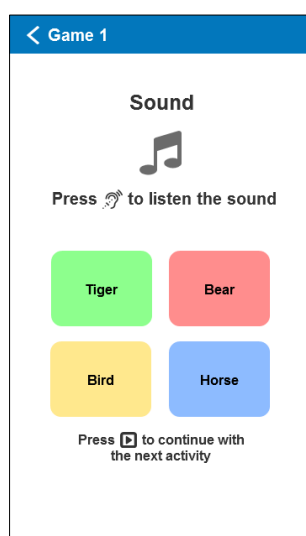 Game 1
Sound
Press to listen the sound
Tiger
Bear
Bird
Horse
Press to continue with
the next activity